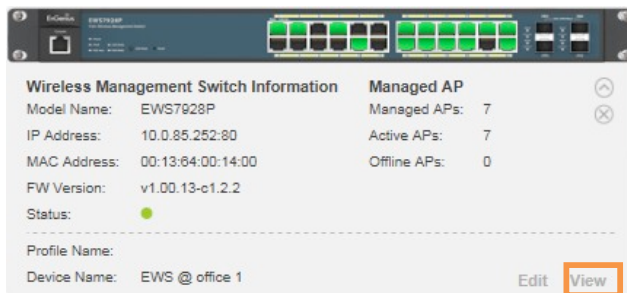 EnGenius EWS7928P
Wireless Management Switch Information Managed AP
Model Name: EWS7928P Managed APs: 7
IP Address: 10.0.85.252:80 Active APs: 7
MAC Address: 00:13:64:00:14:00 Offline APs: 0
FW Version: v1.00.13-c1.2.2
Status:
Profile Name:
Device Name: EWS @ office 1 Edit View